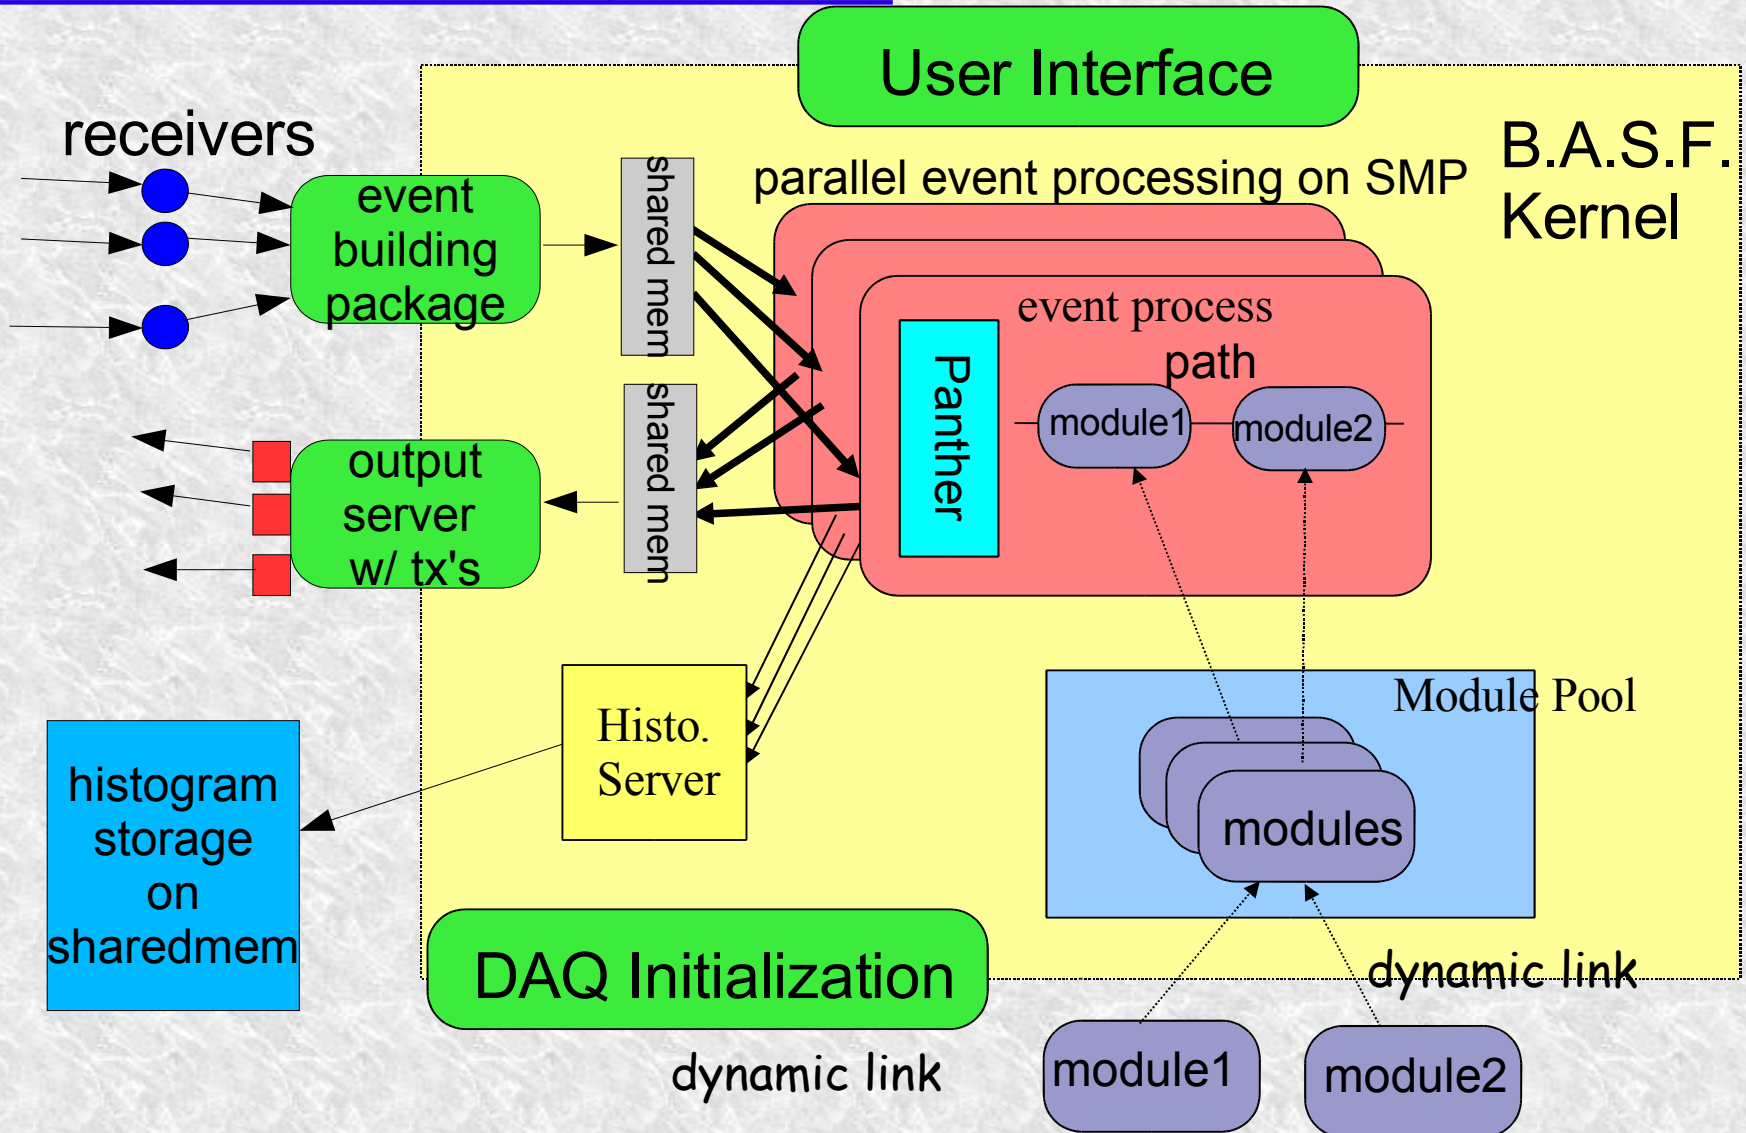 User Interface
receivers
B.A.S.F.
Kernel
parallel event processing on SMP
event
building
package
shared mem
event process
path
Panther
module1
module2
shared mem
output
server
w/ tx's
Module Pool
Histo.
Server
histogram
storage
on
sharedmem
modules
DAQ Initialization
dynamic link
dynamic link
module1
module2